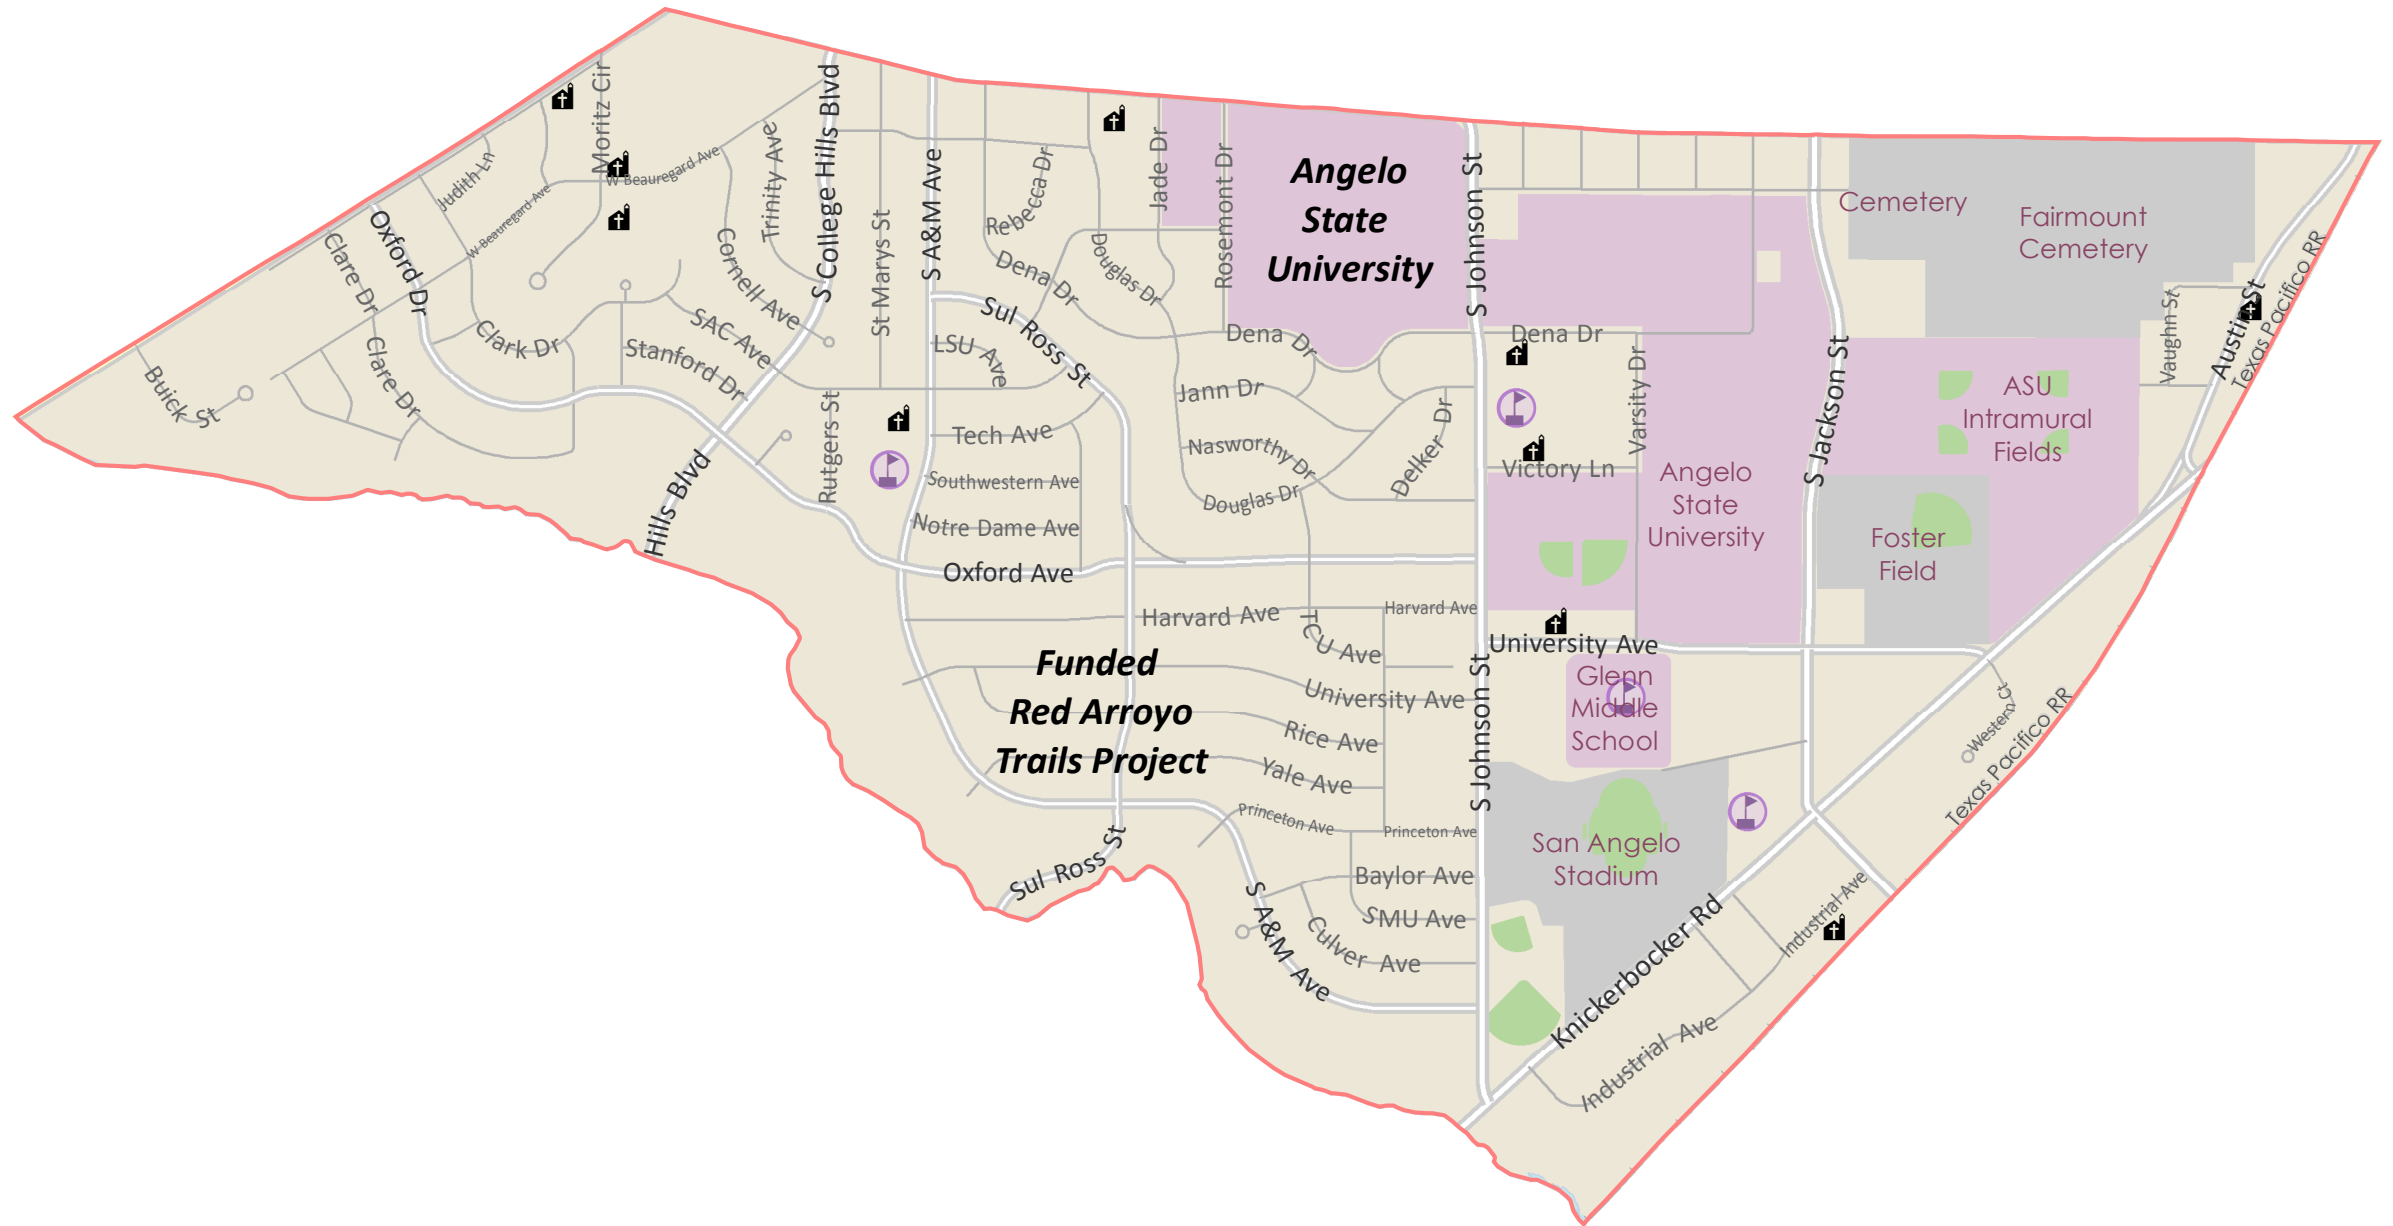 Moritz Cir
Judith Ln
W Beauregard Ave
W Beauregard Ave
Trinity Ave
S College Hills Blvd
S A&M Ave
St Marys St
Rebecca Dr
Jade Dr
Rosemont Dr
Angelo
State
University
S Johnson St
Cemetery
Fairmount
Cemetery
Texas Pacifico RR
Clare Dr
Oxford Dr
Cornell Ave
Dena Dr
Douglas Dr
Sul Ross St
Clark Dr
SAC Ave
Stanford Dr
LSU Ave
Dena Dr
Dena Dr
Varsity Dr
S Jackson St
Vaughn St
Austin St
Buick St
Clare Dr
Jann Dr
ASU
Intramural
Fields
Rutgers St
Tech Ave
Nasworthy Dr
Delker Dr
Victory Ln
Angelo
State
University
Hills Blvd
Southwestern Ave
Douglas Dr
Notre Dame Ave
Foster
Field
Oxford Ave
Harvard Ave
Harvard Ave
TCU Ave
University Ave
Funded
Red Arroyo
Trails Project
Glenn
Middle
School
University Ave
S Johnson St
Western Ct
Texas Pacifico RR
Rice Ave
Yale Ave
Princeton Ave
Princeton Ave
San Angelo
Stadium
Sul Ross St
Baylor Ave
SMU Ave
S A&M Ave
Culver Ave
Knickerbocker Rd
Industrial Ave
Industrial Ave